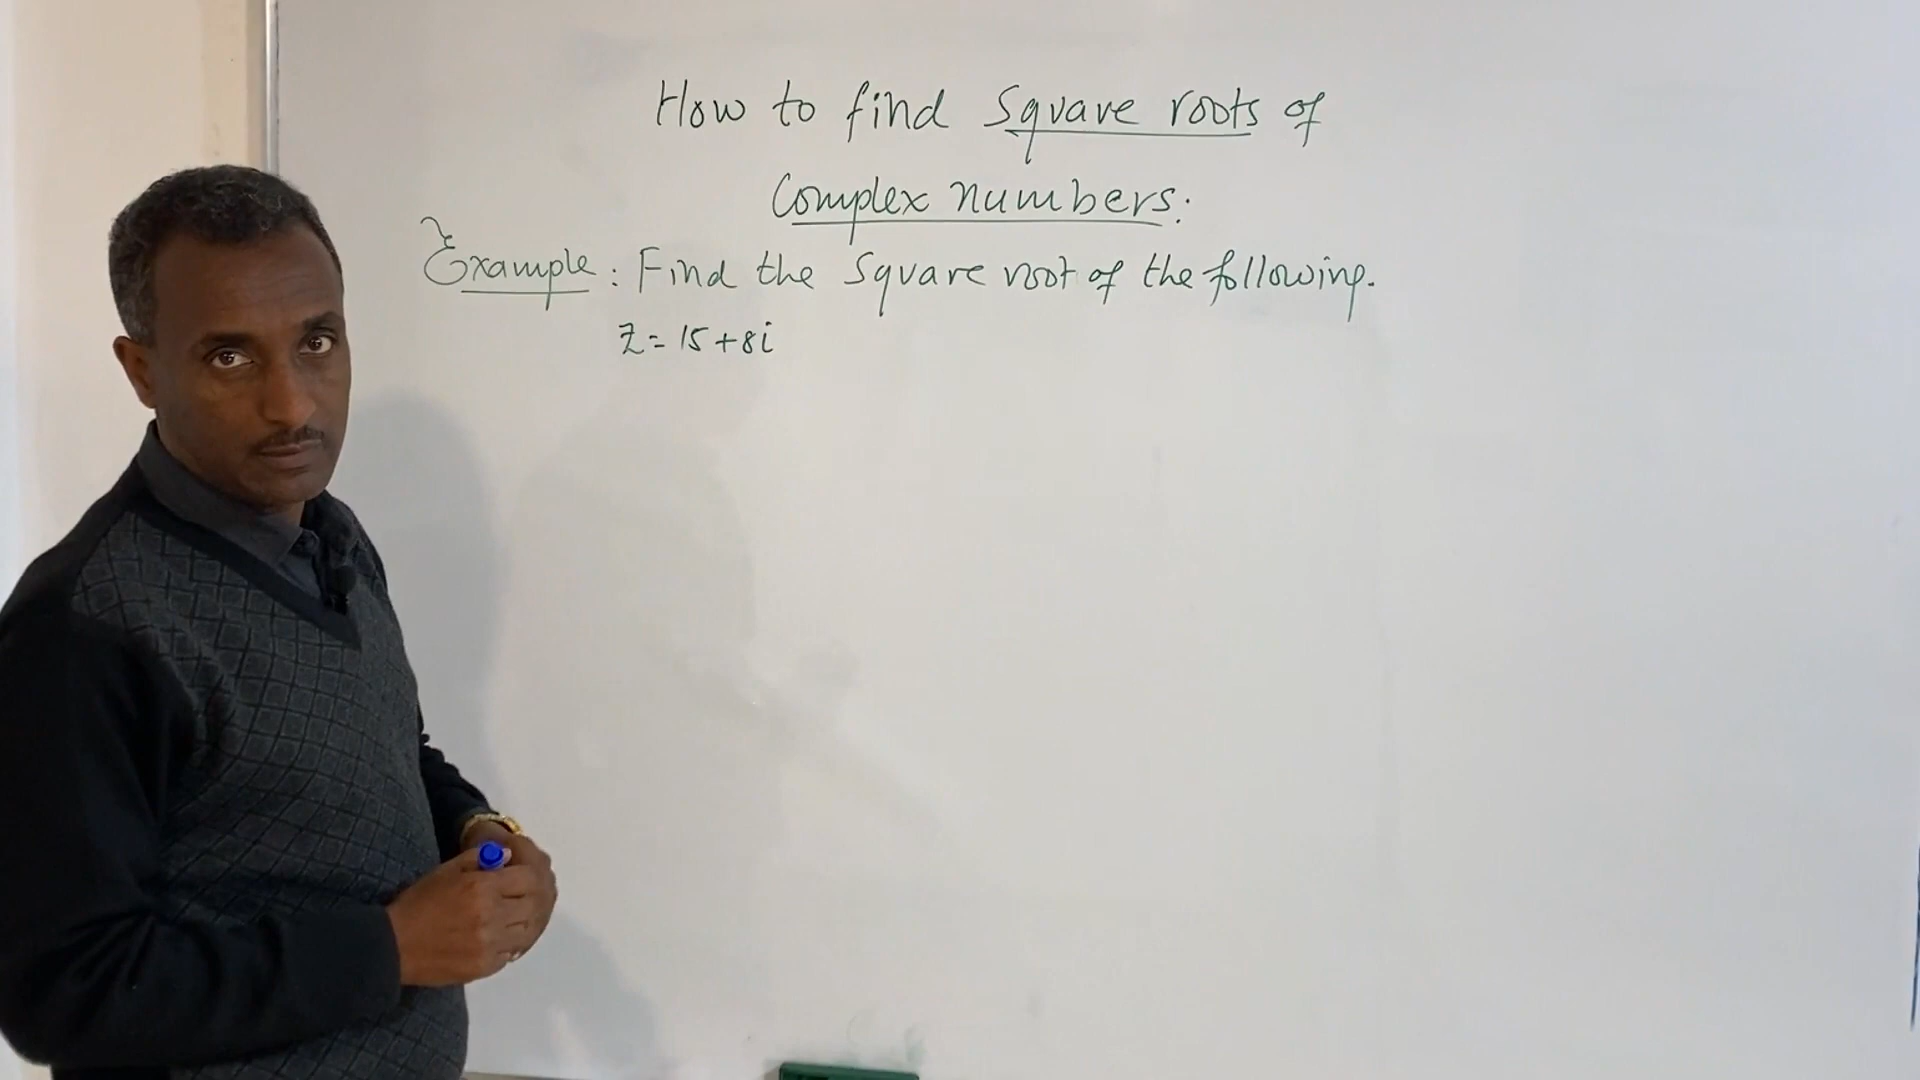 How to find Square roots of
Complex numbers:
Example: Find the Square root of the following.
Z = 15 + 8i